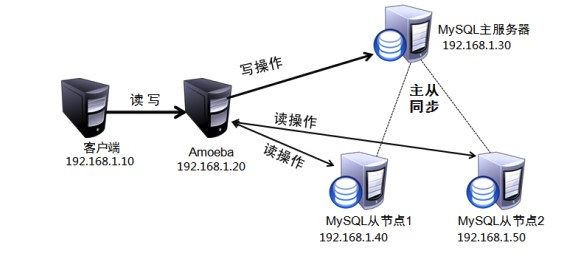 MySQL主服务器
192.168.1.30
写操作
读 写
主从
同步
读操作
读操作
客户端
192.168.1.10
Amoeba
192.168.1.20
MySQL从节点1
192.168.1.40
MySQL从节点2
192.168.1.50